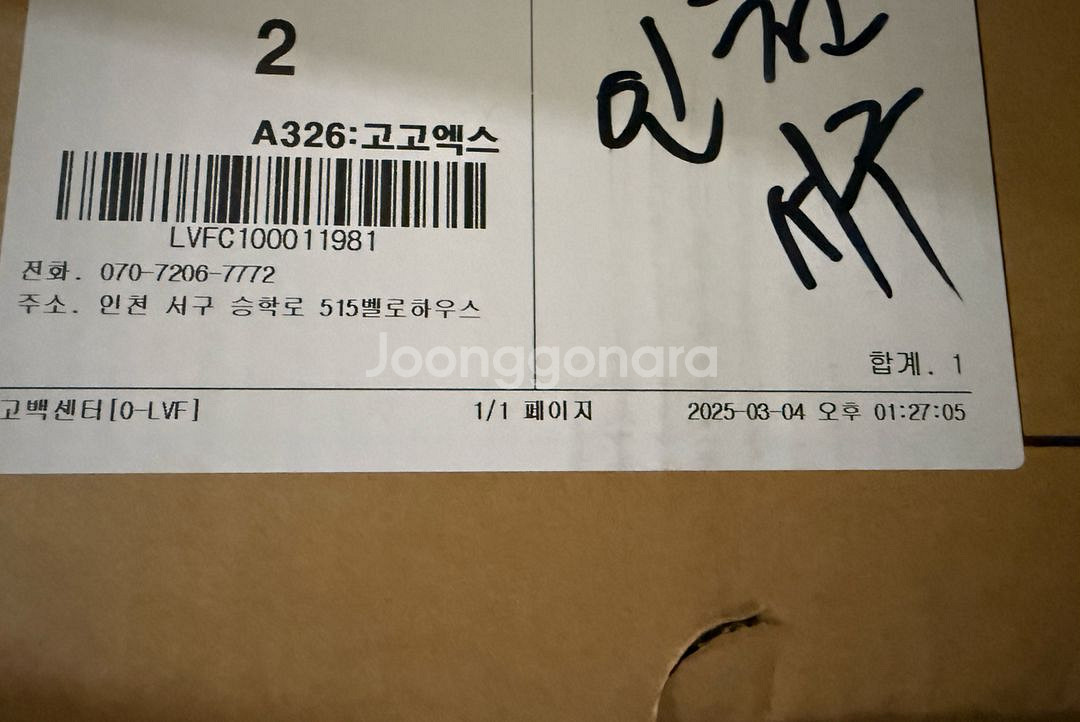 2
A326:고고엑스
LVFC100011981
전화. 070-7206-7772
주소. 인천 서구 승학로 515벨로하우스
인천
서구
Joonggonara
합계. 1
고백센터[0-LVF]
1/1 페이지
2025-03-04 오후 01:27:05